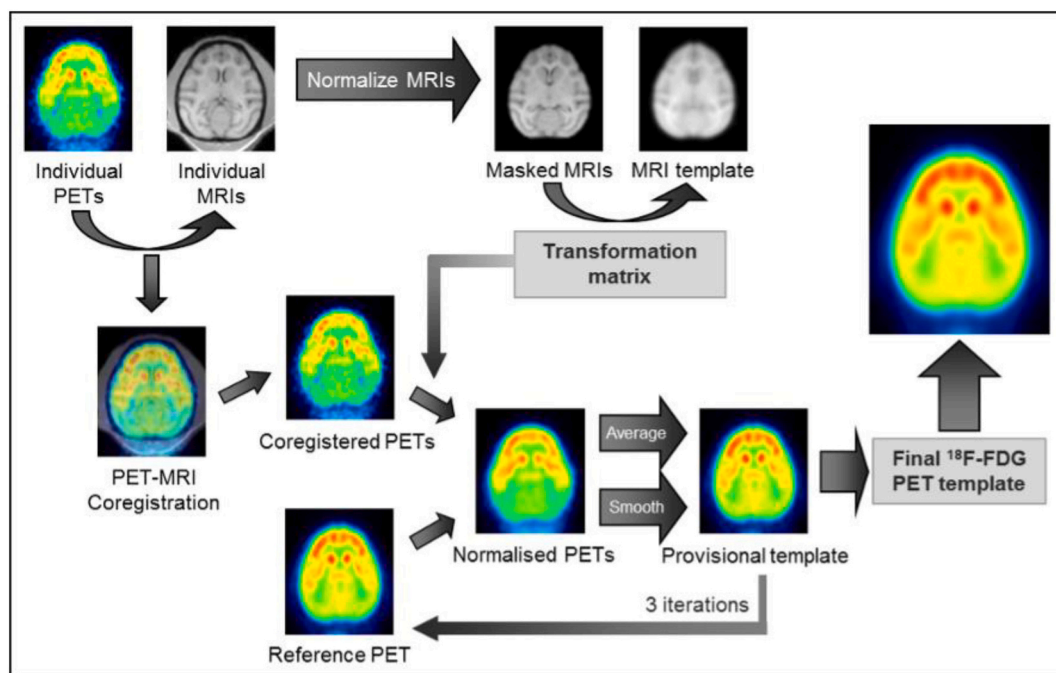 Normalize MRIs
Individual
PETs
Individual
MRIs
Masked MRIs
MRI template
Transformation
matrix
PET-MRI
Coregistration
Coregistered PETs
Average
Smooth
Normalised PETs
Provisional template
Final ¹⁸F-FDG
PET template
3 iterations
Reference PET